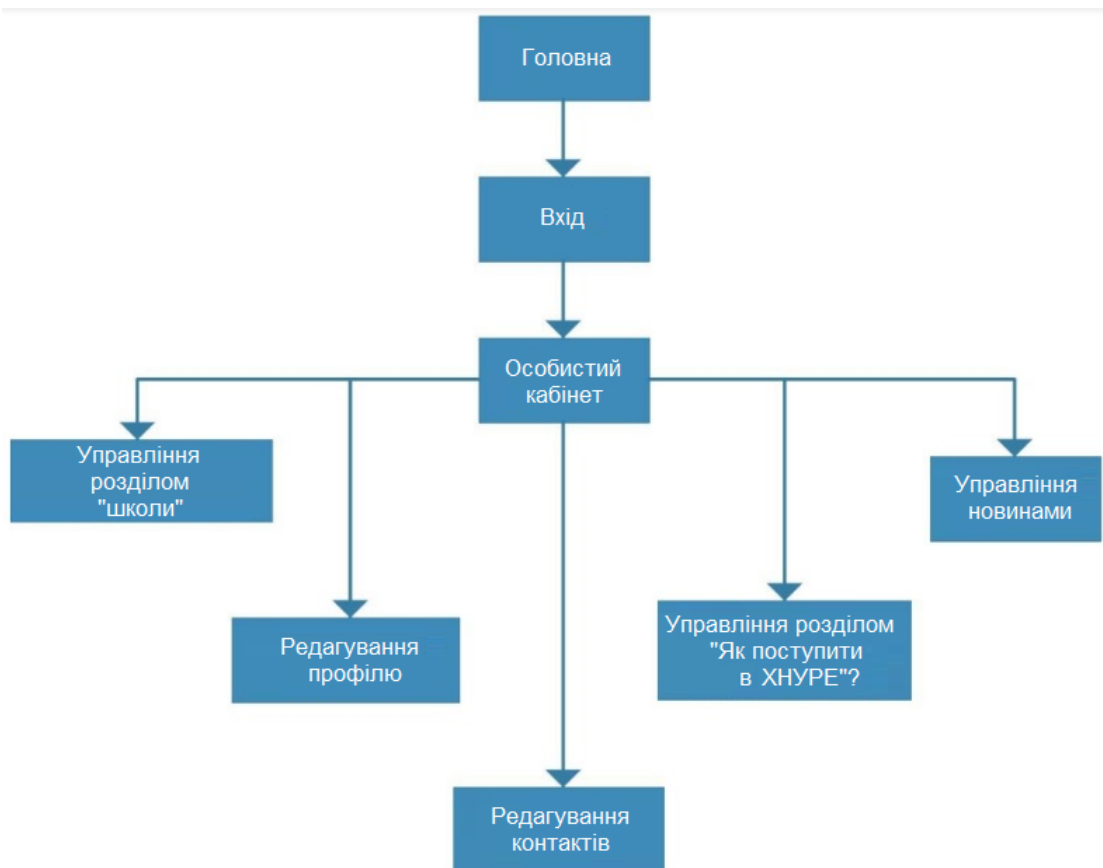 Головна
Вхід
Особистий
кабінет
Управління
розділом
"школи"
Управління
новинами
Редагування
профілю
Управління розділом
"Як поступити
в ХНУРЕ"?
Редагування
контактів